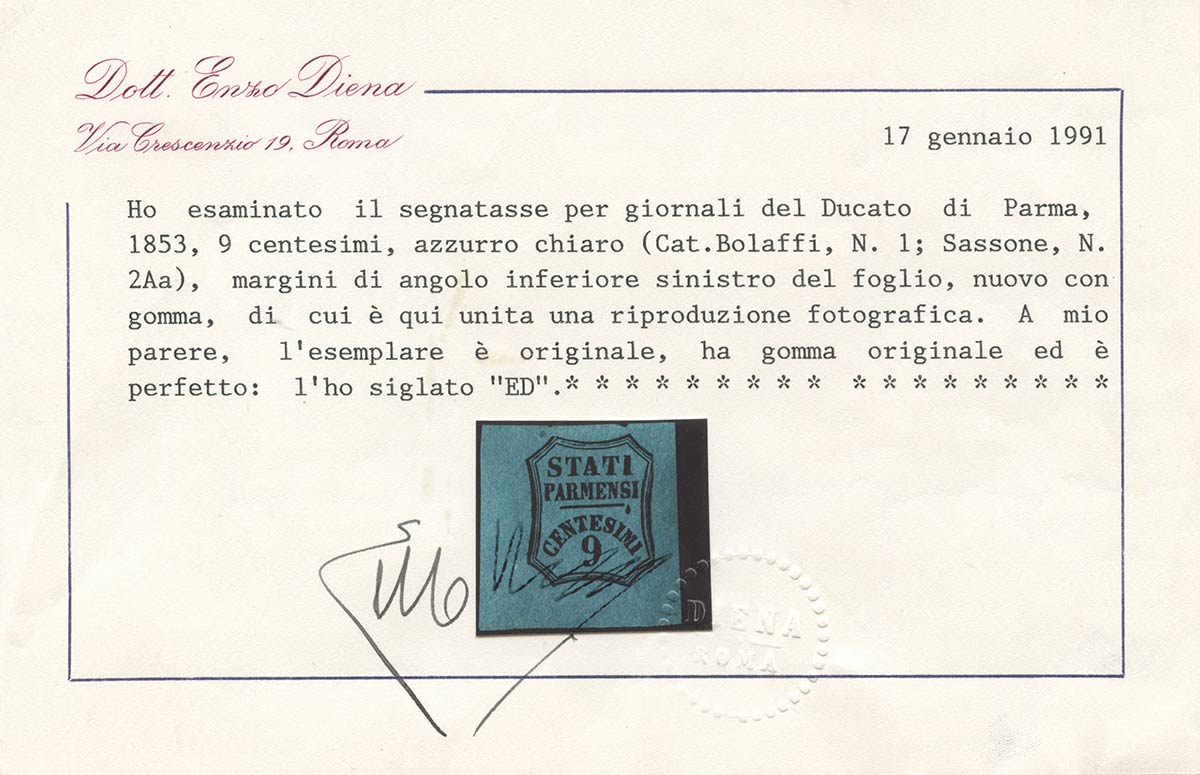 Dott. Enzo Diena
Via Crescenzio 19, Roma
17 gennaio 1991
Ho esaminato il segnatasse per giornali del Ducato di Parma,
1853, 9 centesimi, azzurro chiaro (Cat.Bolaffi, N. 1; Sassone, N.
2Aa), margini di angolo inferiore sinistro del foglio, nuovo con
gomma, di cui è qui unita una riproduzione fotografica. A mio
parere, l'esemplare è originale, ha gomma originale ed è
perfetto: l'ho siglato "ED".* * * * * * * * * * * * * * * * * *
STATI
PARMENSI
CENTESIMI
9
DIENA
ROMA